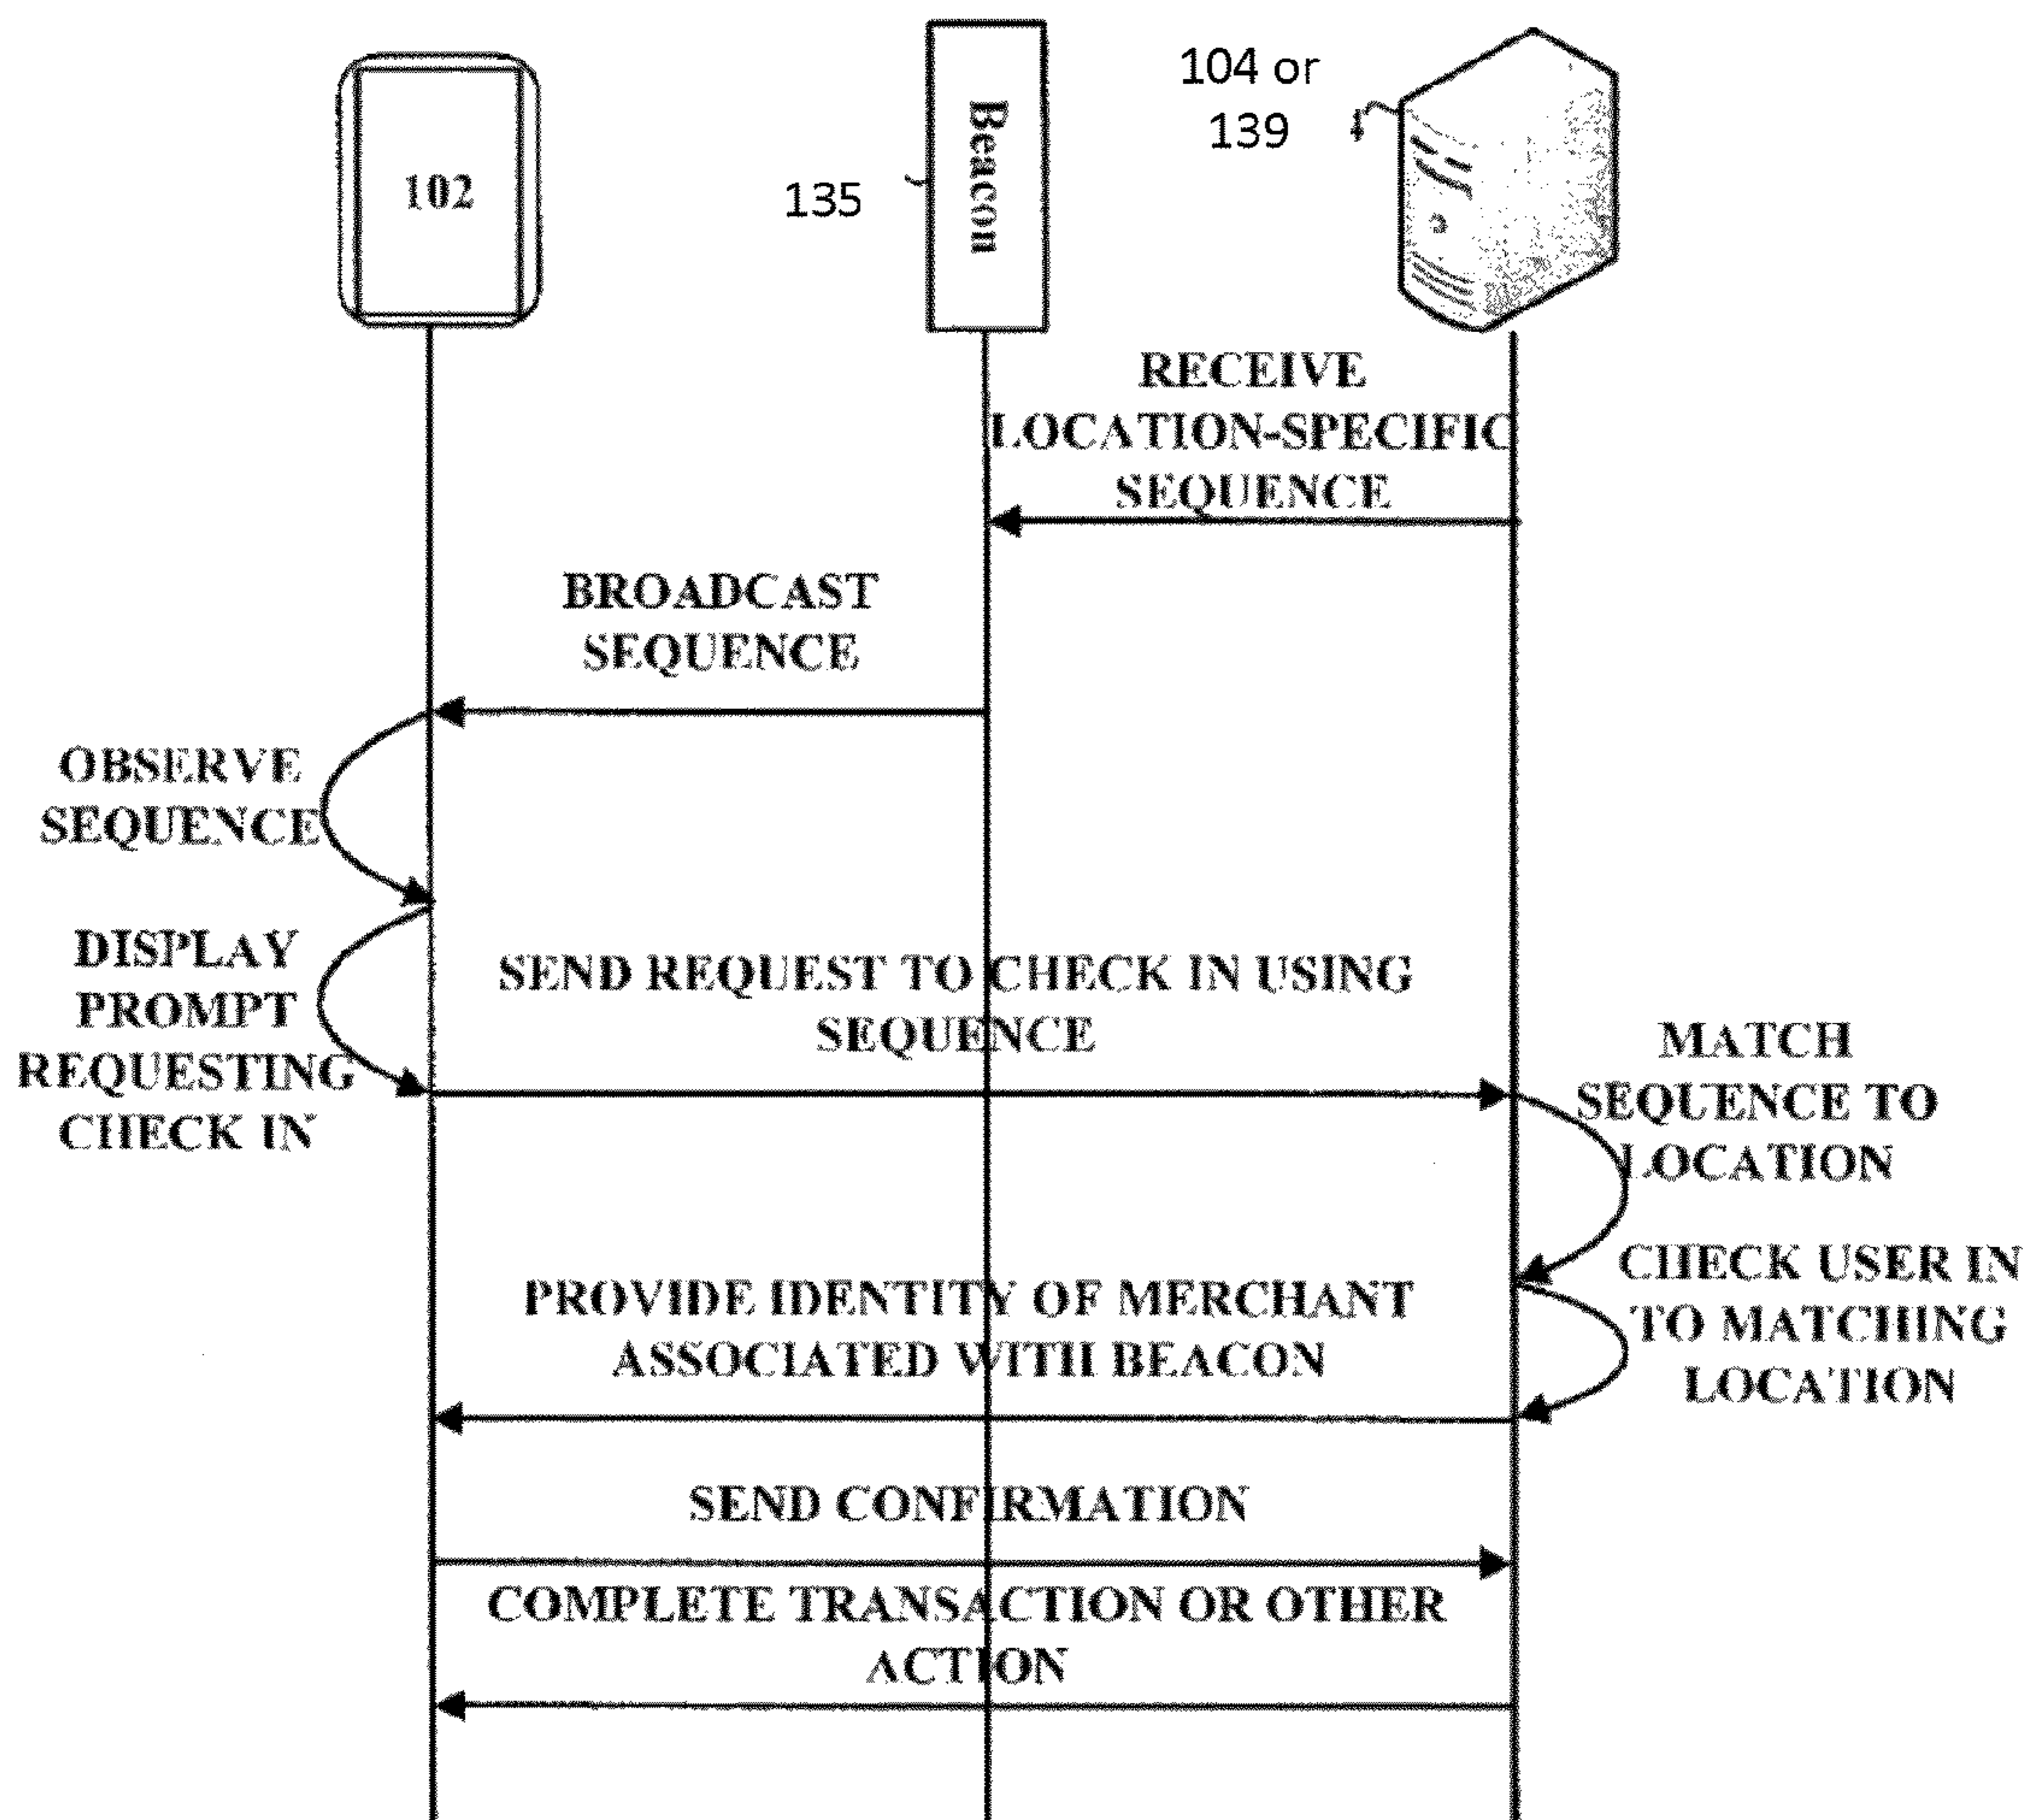 104 or
139
102
135
Beacon
RECEIVE
LOCATION-SPECIFIC
SEQUENCE
BROADCAST
SEQUENCE
OBSERVE
SEQUENCE
DISPLAY
PROMPT
REQUESTING
CHECK IN
SEND REQUEST TO CHECK IN USING
SEQUENCE
MATCH
SEQUENCE TO
LOCATION
CHECK USER IN
TO MATCHING
LOCATION
PROVIDE IDENTITY OF MERCHANT
ASSOCIATED WITH BEACON
SEND CONFIRMATION
COMPLETE TRANSACTION OR OTHER
ACTION